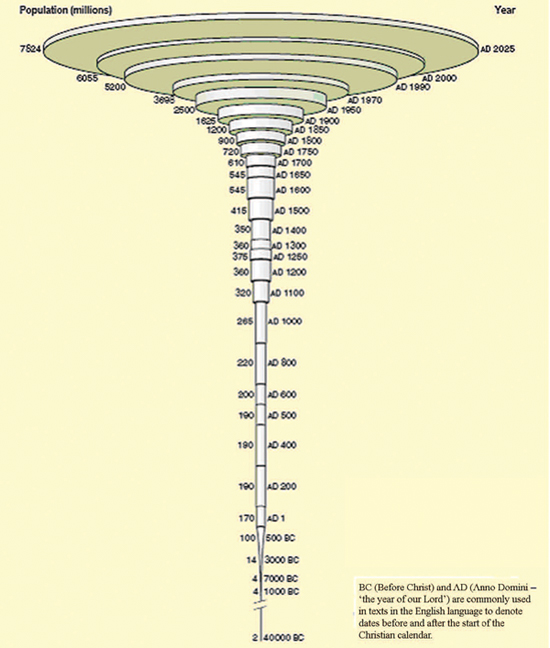 Population (millions) Year
7524 AD 2025
6055 AD 2000
5200 AD 1990
3695 AD 1970
2500 AD 1950
1625 AD 1900
1200 AD 1850
900 AD 1800
720 AD 1750
610 AD 1700
545 AD 1650
545 AD 1600
415 AD 1500
350 AD 1400
360 AD 1300
375 AD 1250
360 AD 1200
320 AD 1100
265 AD 1000
220 AD 800
200 AD 600
190 AD 500
190 AD 400
190 AD 200
170 AD 1
100 500 BC
14 3000 BC
4 7000 BC
4 1000 BC
2 40000 BC
BC (Before Christ) and AD (Anno Domini –
‘the year of our Lord’) are commonly used
in texts in the English language to denote
dates before and after the start of the
Christian calendar.